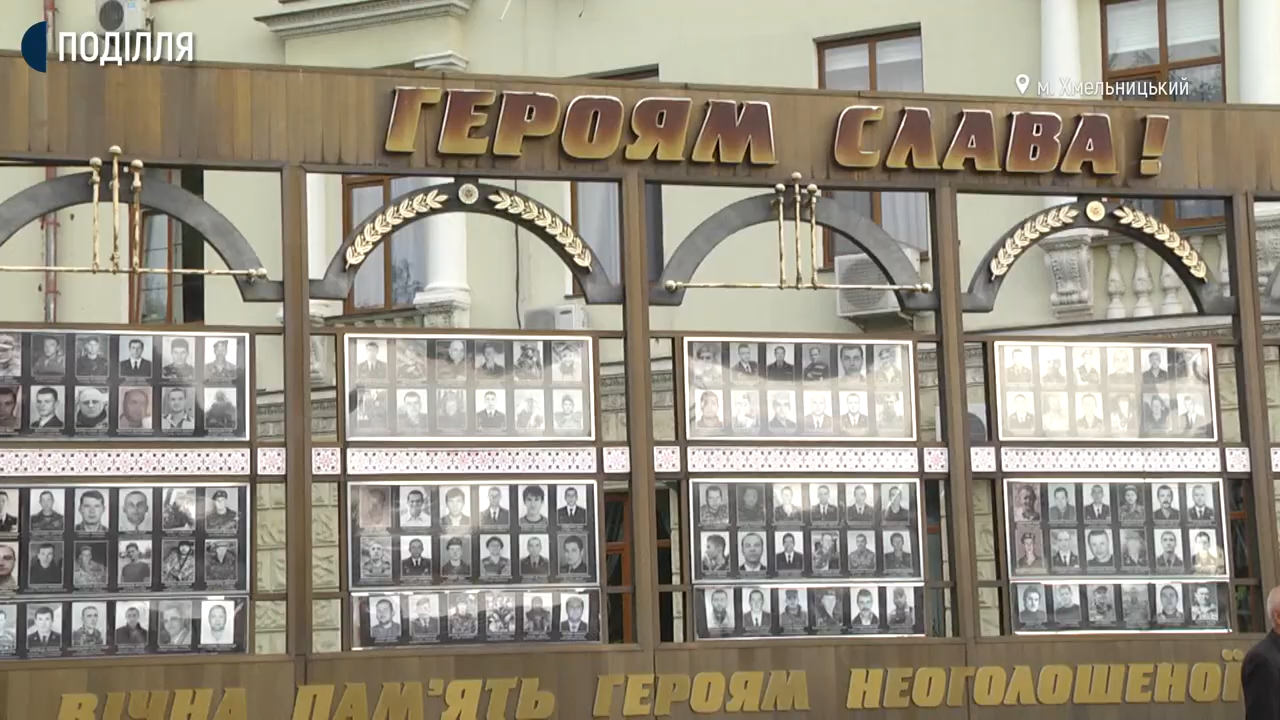 ПОДІЛЛЯ
м. Хмельницький
ГЕРОЯМ СЛАВА!
ВІЧНА ПАМ'ЯТЬ ГЕРОЯМ НЕОГОЛОШЕНОЇ